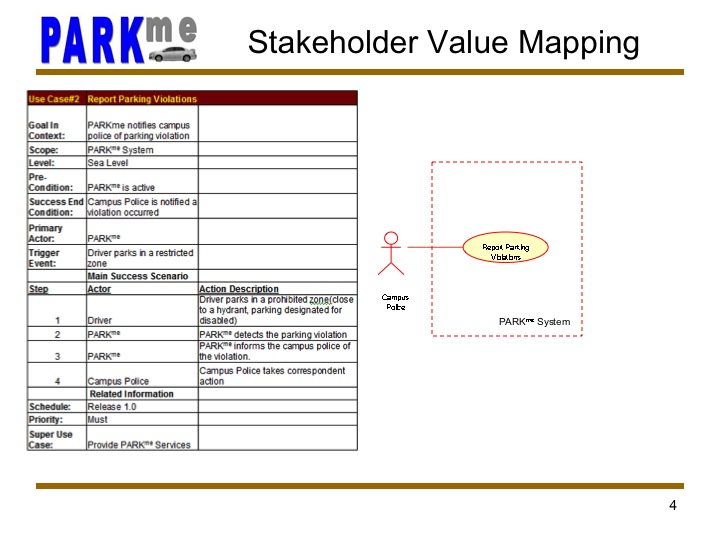 PARKme
Stakeholder Value Mapping
Use Case#2 Report Parking Violations
Goal In Context: PARKme notifies campus police of parking violation
Scope: PARKme System
Level: Sea Level
Pre-Condition: PARKme is active
Success End Condition: Campus Police is notified a violation occurred
Primary Actor: PARKme
Trigger Event: Driver parks in a restricted zone
Main Success Scenario
Step Actor Action Description
1 Driver Driver parks in a prohibited zone(close to a hydrant, parking designated for disabled)
2 PARKme PARKme detects the parking violation
3 PARKme PARKme informs the campus police of the violation.
4 Campus Police Campus Police takes correspondent action
Related Information
Schedule: Release 1.0
Priority: Must
Super Use Case: Provide PARKme Services
Report Parking
Violations
Campus
Police
PARKme System
4